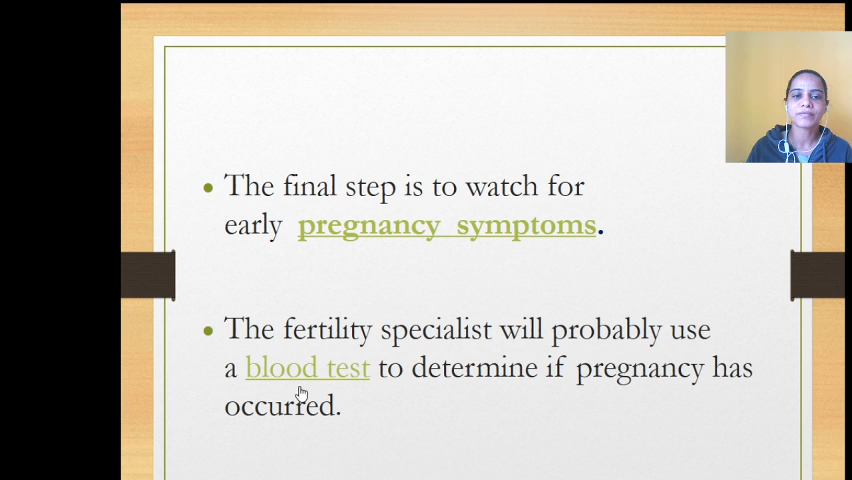 • The final step is to watch for
early pregnancy symptoms.
• The fertility specialist will probably use
a blood test to determine if pregnancy has
occurred.